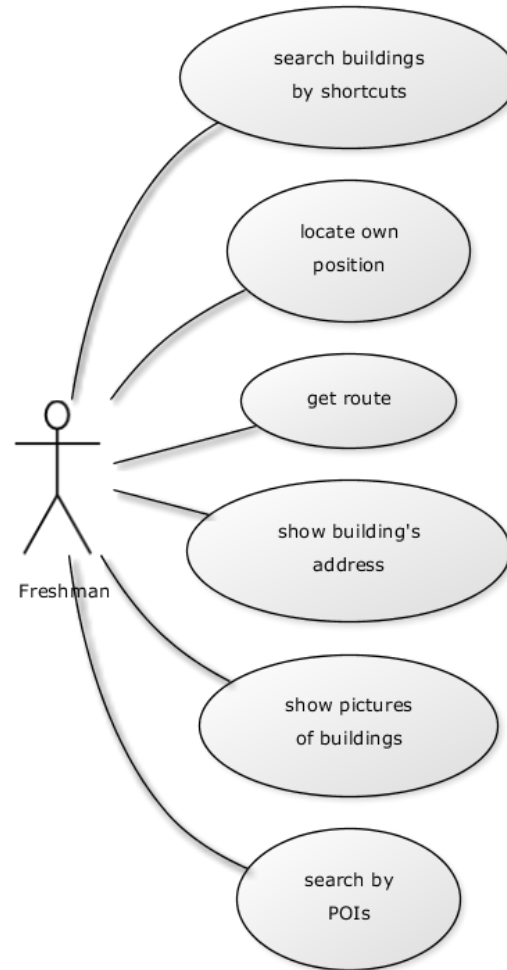 search buildings
by shortcuts
locate own
position
get route
show building's
address
Freshman
show pictures
of buildings
search by
POIs